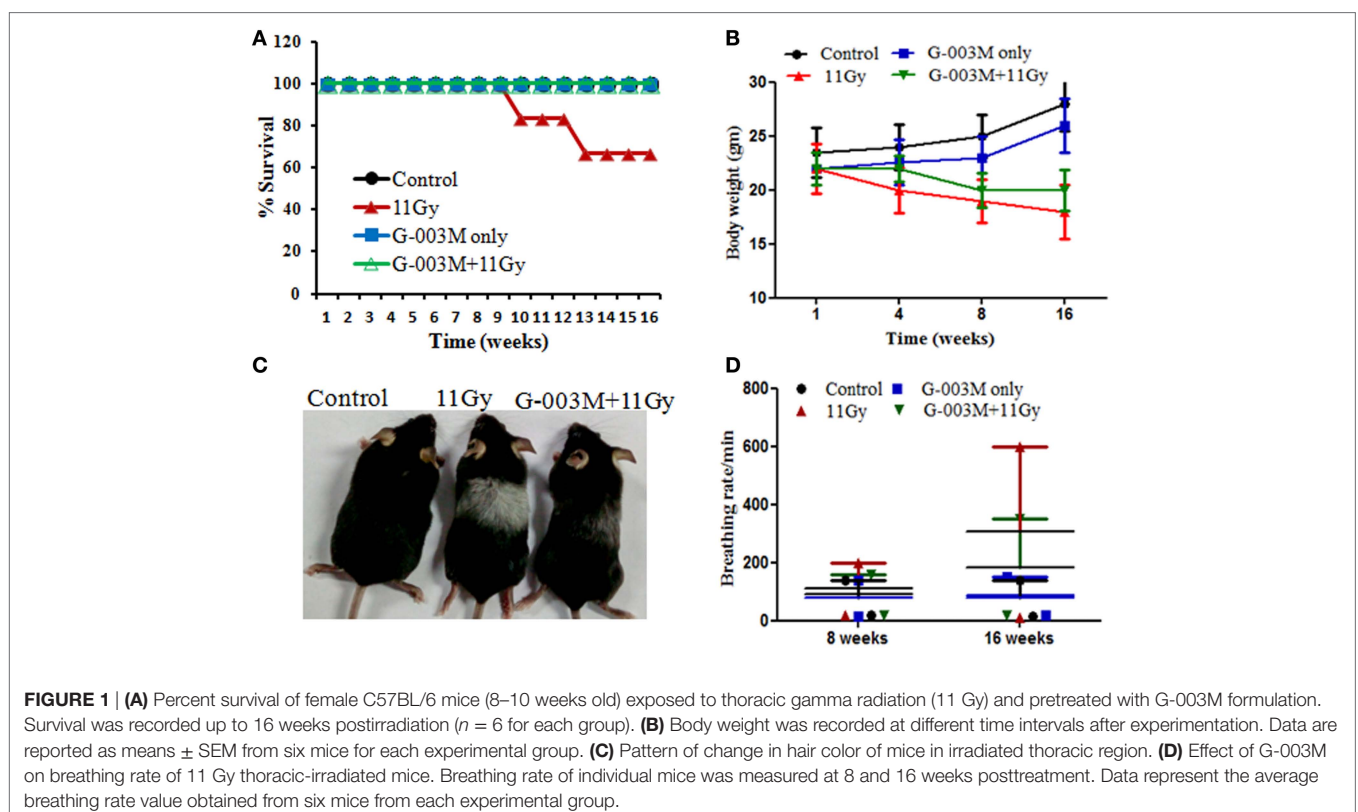 A
120
100
80
60
40
20
0
% Survival
Control
11Gy
G-003M only
G-003M+11Gy
1 2 3 4 5 6 7 8 9 10 11 12 13 14 15 16
Time (weeks)
B
Control G-003M only
11Gy G-003M+11Gy
30
25
20
15
10
Body weight (gm)
1 4 8 16
Time (weeks)
C
Control 11Gy G-003M+11Gy
D
Control G-003M only
11Gy G-003M+11Gy
800
600
400
200
0
Breathing rate/min
8 weeks 16 weeks
FIGURE 1 | (A) Percent survival of female C57BL/6 mice (8–10 weeks old) exposed to thoracic gamma radiation (11 Gy) and pretreated with G-003M formulation.
Survival was recorded up to 16 weeks postirradiation (n = 6 for each group). (B) Body weight was recorded at different time intervals after experimentation. Data are
reported as means ± SEM from six mice for each experimental group. (C) Pattern of change in hair color of mice in irradiated thoracic region. (D) Effect of G-003M
on breathing rate of 11 Gy thoracic-irradiated mice. Breathing rate of individual mice was measured at 8 and 16 weeks posttreatment. Data represent the average
breathing rate value obtained from six mice from each experimental group.